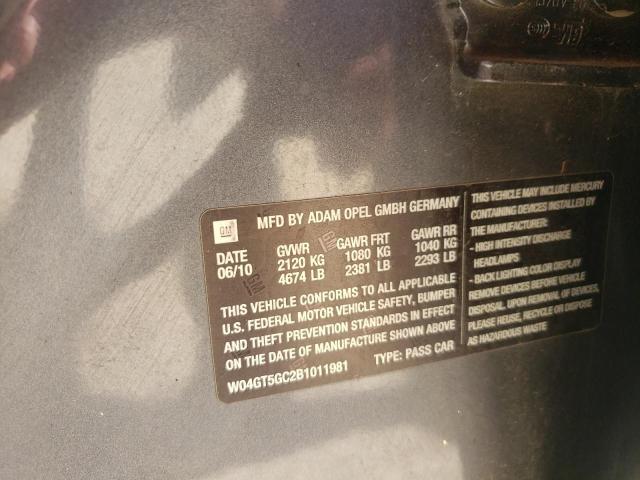 GM
MFD BY ADAM OPEL GMBH GERMANY
DATE GVWR GAWR FRT GAWR RR
06/10 2120 KG 1080 KG 1040 KG
4674 LB 2381 LB 2293 LB
THIS VEHICLE CONFORMS TO ALL APPLICABLE
U.S. FEDERAL MOTOR VEHICLE SAFETY, BUMPER
AND THEFT PREVENTION STANDARDS IN EFFECT
ON THE DATE OF MANUFACTURE SHOWN ABOVE
W04GT5GC2B1011981 TYPE: PASS CAR
THIS VEHICLE MAY INCLUDE MERCURY
CONTAINING DEVICES INSTALLED BY
THE MANUFACTURER:
- HIGH INTENSITY DISCHARGE
HEADLAMPS
- BACK LIGHTING COLOR DISPLAY
REMOVE DEVICES BEFORE VEHICLE
DISPOSAL. UPON REMOVAL OF DEVICES,
PLEASE REUSE, RECYCLE OR DISPOSE
AS HAZARDOUS WASTE